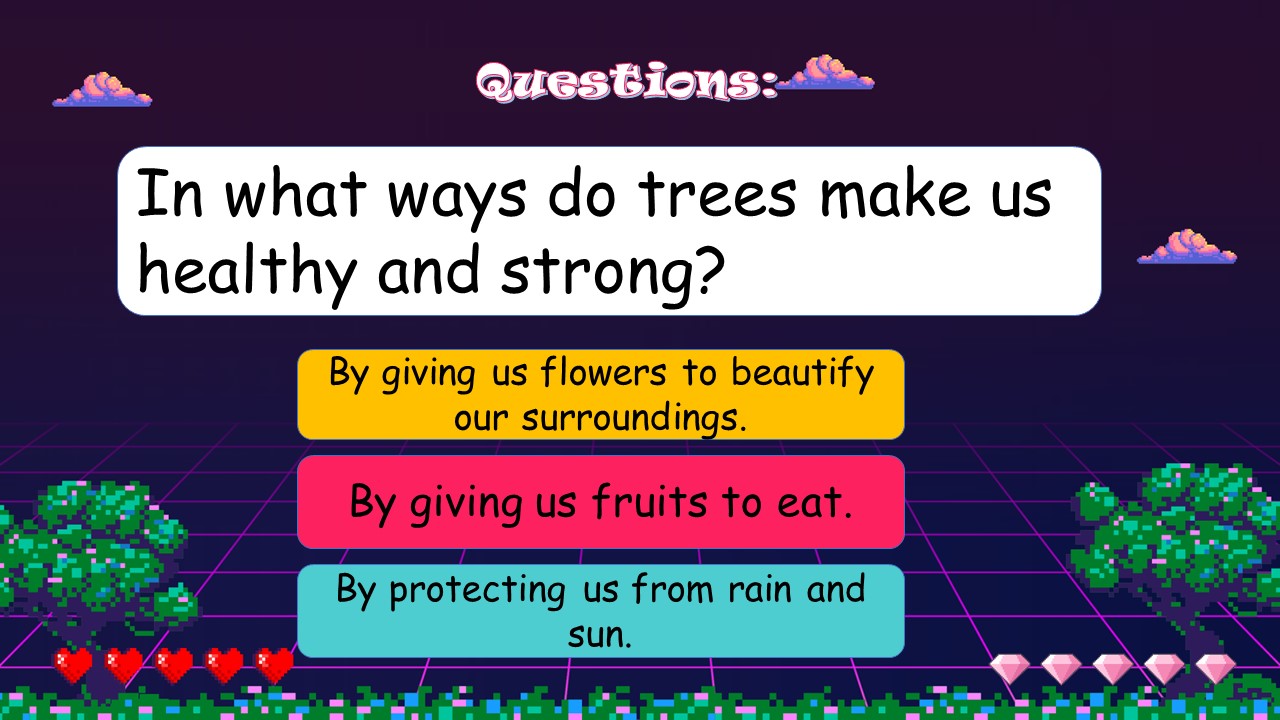 Questions:
In what ways do trees make us
healthy and strong?
By giving us flowers to beautify
our surroundings.
By giving us fruits to eat.
By protecting us from rain and
sun.